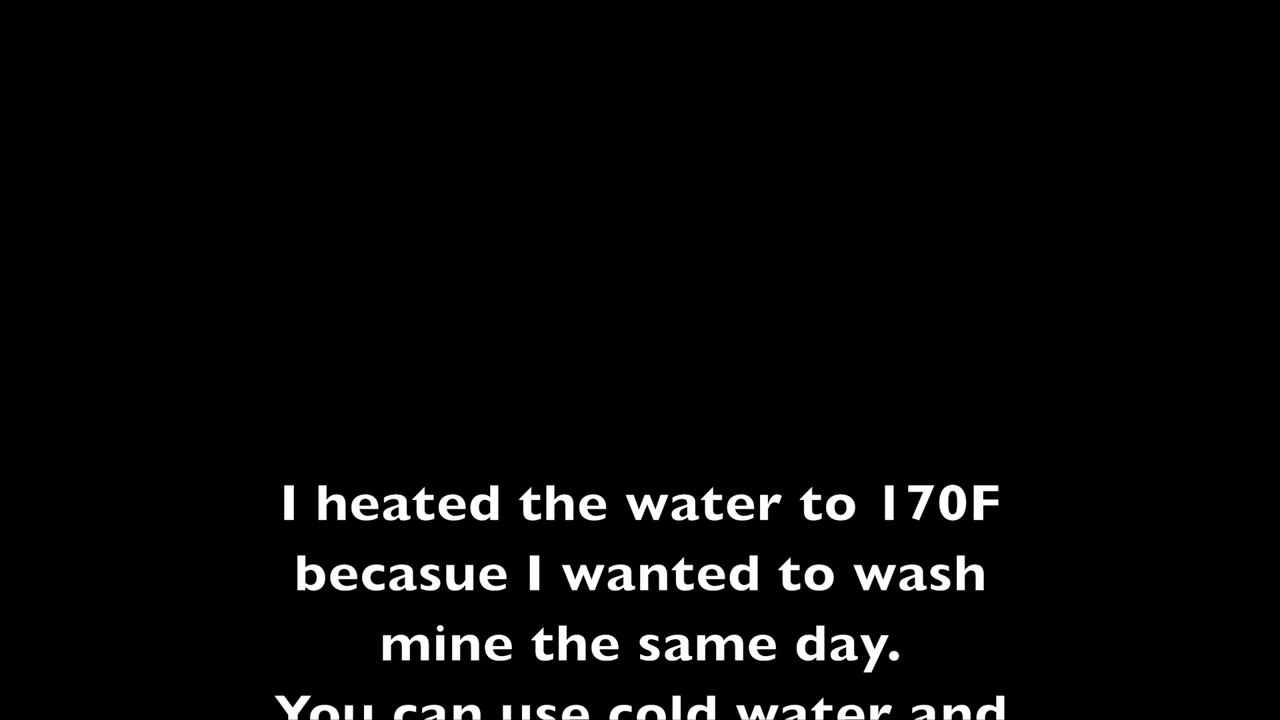 I heated the water to 170F
becasue I wanted to wash
mine the same day.
You can use cold water and